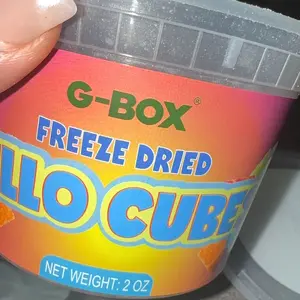 G-BOX®
FREEZE DRIED
LLO CUBE
NET WEIGHT: 2 OZ